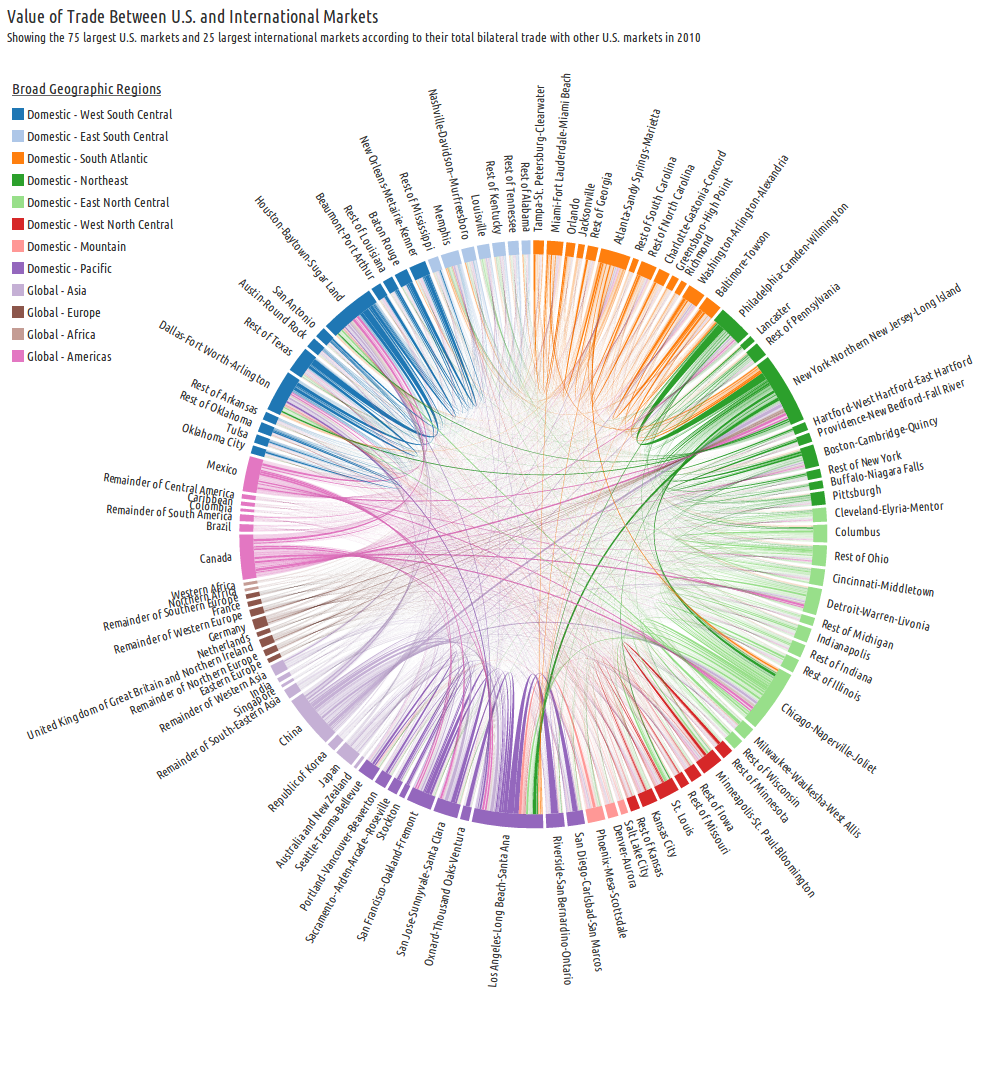 Value of Trade Between U.S. and International Markets
Showing the 75 largest U.S. markets and 25 largest international markets according to their total bilateral trade with other U.S. markets in 2010
Broad Geographic Regions
Domestic - West South Central
Domestic - East South Central
Domestic - South Atlantic
Domestic - Northeast
Domestic - East North Central
Domestic - West North Central
Domestic - Mountain
Domestic - Pacific
Global - Asia
Global - Europe
Global - Africa
Global - Americas
Tampa-St. Petersburg-Clearwater
Miami-Fort Lauderdale-Miami Beach
Orlando
Jacksonville
Rest of Georgia
Atlanta-Sandy Springs-Marietta
Rest of South Carolina
Rest of North Carolina
Charlotte-Gastonia-Concord
Greensboro-High Point
Richmond
Washington-Arlington-Alexandria
Baltimore-Towson
Philadelphia-Camden-Wilmington
Lancaster
Rest of Pennsylvania
New York-Northern New Jersey-Long Island
Hartford-West Hartford-East Hartford
Providence-New Bedford-Fall River
Boston-Cambridge-Quincy
Rest of New York
Buffalo-Niagara Falls
Pittsburgh
Cleveland-Elyria-Mentor
Columbus
Rest of Ohio
Cincinnati-Middletown
Detroit-Warren-Livonia
Rest of Michigan
Indianapolis
Rest of Indiana
Rest of Illinois
Chicago-Naperville-Joliet
Milwaukee-Waukesha-West Allis
Rest of Wisconsin
Rest of Minnesota
Minneapolis-St. Paul-Bloomington
Rest of Iowa
Rest of Missouri
St. Louis
Kansas City
Rest of Kansas
Salt Lake City
Denver-Aurora
Phoenix-Mesa-Scottsdale
San Diego-Carlsbad-San Marcos
Riverside-San Bernardino-Ontario
Los Angeles-Long Beach-Santa Ana
Oxnard-Thousand Oaks-Ventura
San Jose-Sunnyvale-Santa Clara
San Francisco-Oakland-Fremont
Stockton
Sacramento--Arden-Arcade--Roseville
Portland-Vancouver-Beaverton
Seattle-Tacoma-Bellevue
Australia and New Zealand
Japan
Republic of Korea
China
Remainder of South-Eastern Asia
Singapore
India
Remainder of Western Asia
Eastern Europe
Remainder of Northern Europe
United Kingdom of Great Britain and Northern Ireland
Netherlands
Germany
Remainder of Western Europe
France
Remainder of Southern Europe
Northern Africa
Western Africa
Canada
Brazil
Remainder of South America
Colombia
Caribbean
Remainder of Central America
Mexico
Oklahoma City
Tulsa
Rest of Oklahoma
Rest of Arkansas
Dallas-Fort Worth-Arlington
Rest of Texas
Austin-Round Rock
San Antonio
Houston-Baytown-Sugar Land
Beaumont-Port Arthur
Rest of Louisiana
Baton Rouge
New Orleans-Metairie-Kenner
Rest of Mississippi
Memphis
Nashville-Davidson--Murfreesboro
Louisville
Rest of Kentucky
Rest of Tennessee
Rest of Alabama